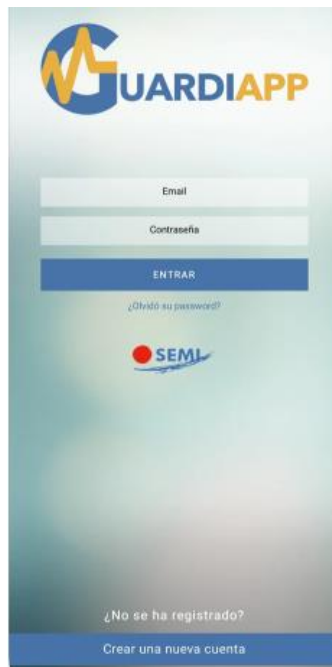 GUARDIAPP
Email
Contraseña
ENTRAR
¿Olvidó su password?
SEMI
¿No se ha registrado?
Crear una nueva cuenta